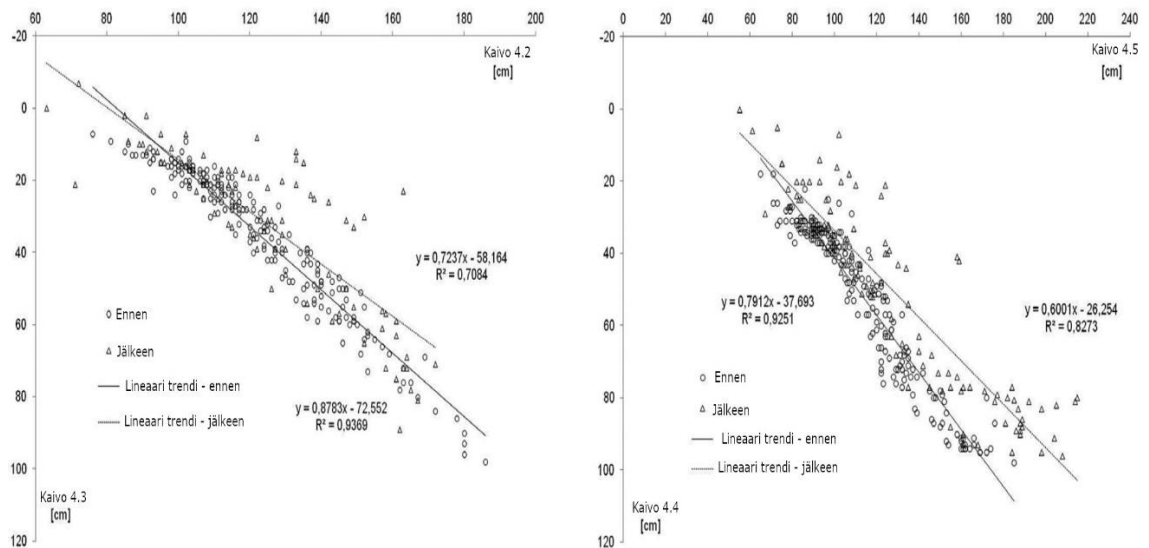 60 80 100 120 140 160 180 200
-20
0
20
40
60
80
100
120
Kaivo 4.2
[cm]
y = 0,7237x - 58,164
R² = 0,7084
Ennen
Jälkeen
Lineaari trendi - ennen
Lineaari trendi - jälkeen
y = 0,8783x - 72,552
R² = 0,9369
Kaivo 4.3
[cm]
0 20 40 60 80 100 120 140 160 180 200 220 240
-20
0
20
40
60
80
100
120
Kaivo 4.5
[cm]
y = 0,7912x - 37,693
R² = 0,9251
y = 0,6001x - 26,254
R² = 0,8273
Ennen
Jälkeen
Lineaari trendi - ennen
Lineaari trendi - jälkeen
Kaivo 4.4
[cm]